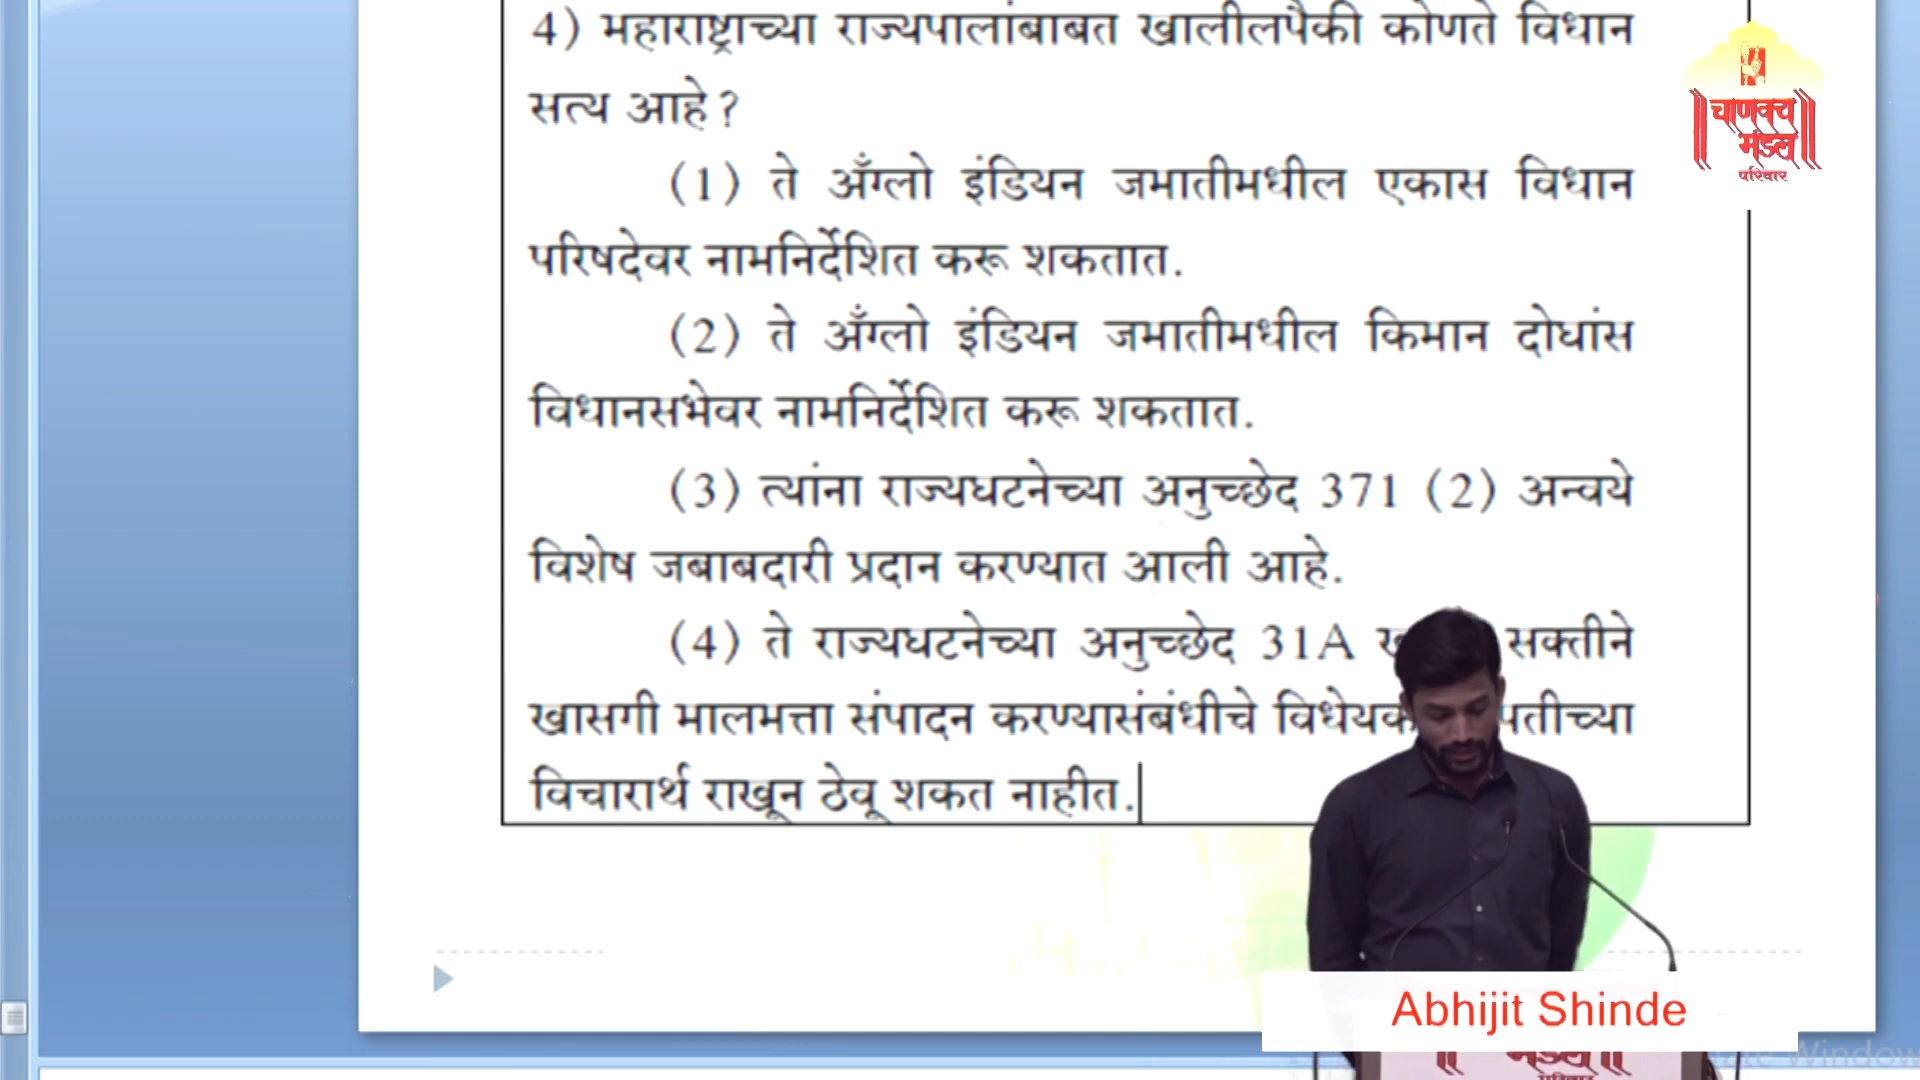 4) महाराष्ट्राच्या राज्यपालांबाबत खालीलपैकी कोणते विधान
सत्य आहे?
(1) ते अँग्लो इंडियन जमातीमधील एकास विधान
परिषदेवर नामनिर्देशित करू शकतात.
(2) ते अँग्लो इंडियन जमातीमधील किमान दोघांस
विधानसभेवर नामनिर्देशित करू शकतात.
(3) त्यांना राज्यघटनेच्या अनुच्छेद 371 (2) अन्वये
विशेष जबाबदारी प्रदान करण्यात आली आहे.
(4) ते राज्यघटनेच्या अनुच्छेद 31A सक्तीने
खासगी मालमत्ता संपादन करण्यासंबंधीचे
विचारार्थ राखून ठेवू शकत नाहीत.
चाणक्य
मंडल
परिवार
Abhijit Shinde
मंडल
परिवार